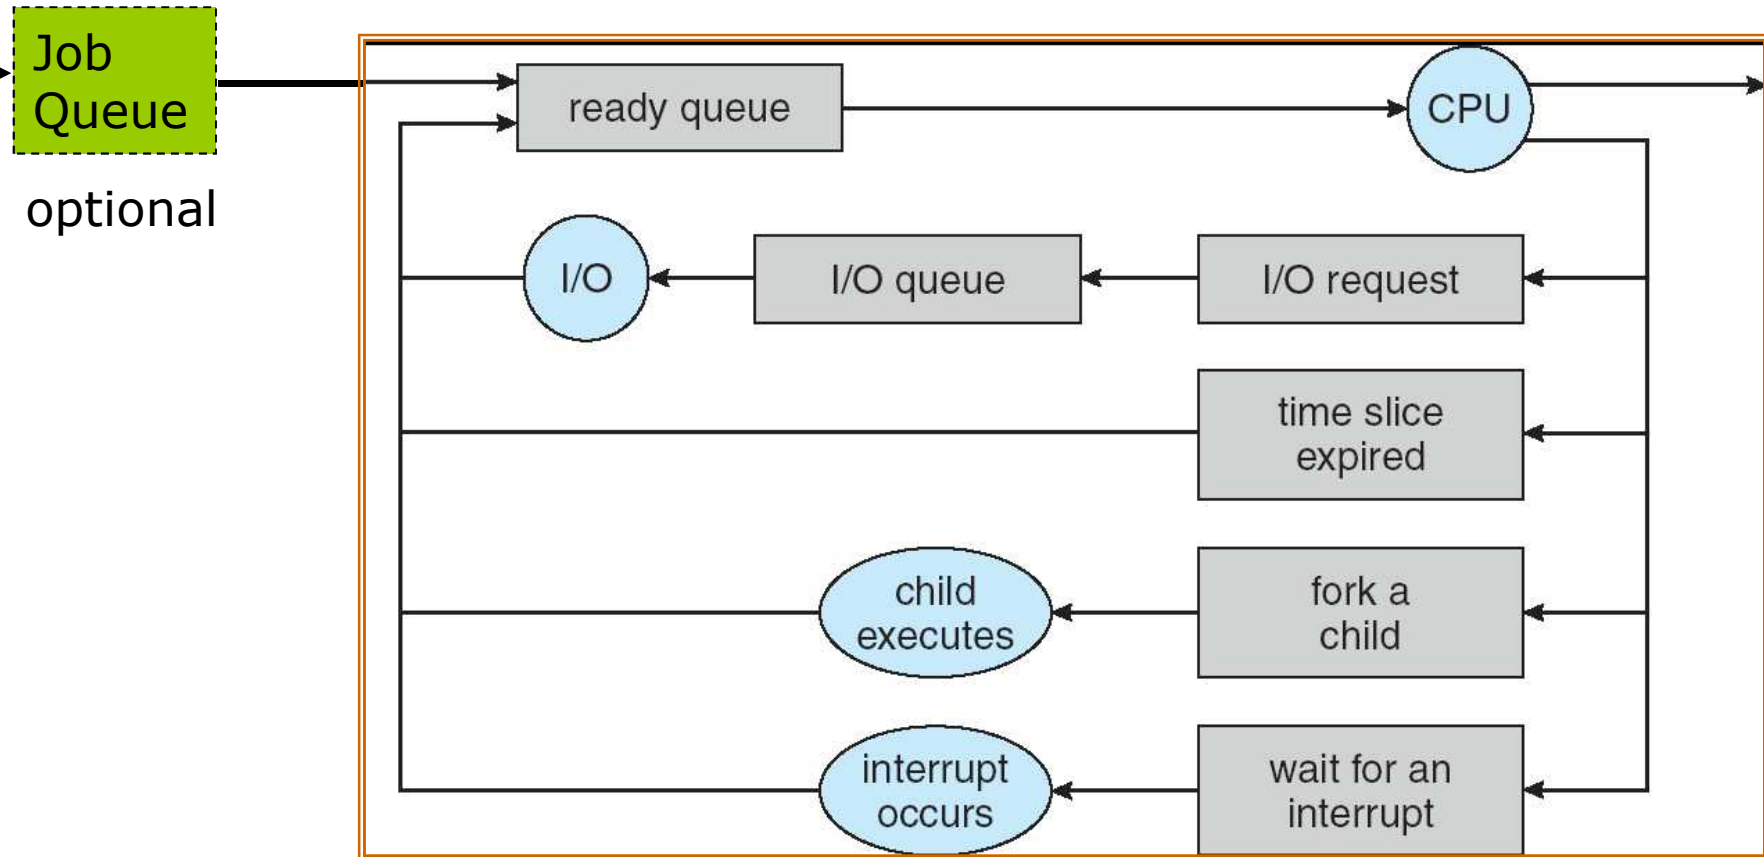 Job
Queue
optional
ready queue
CPU
I/O
I/O queue
I/O request
time slice
expired
child
executes
fork a
child
interrupt
occurs
wait for an
interrupt